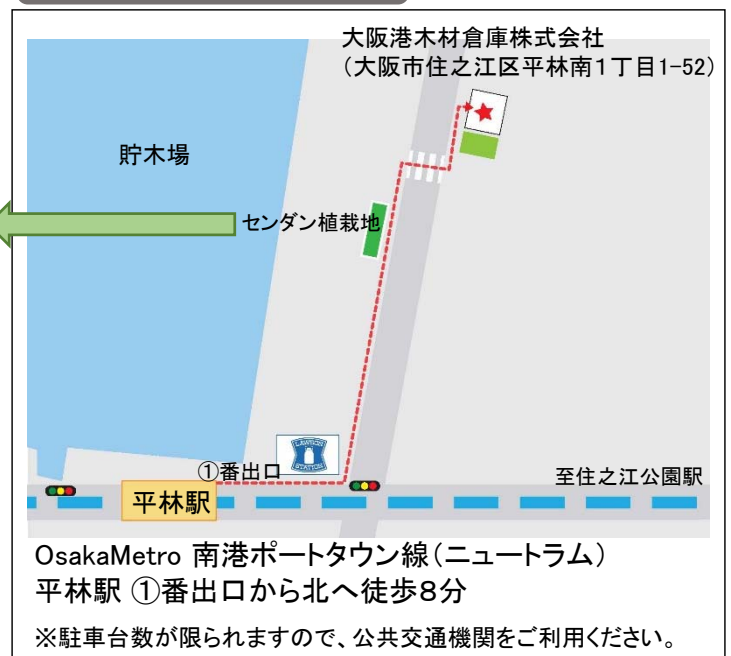 大阪港木材倉庫株式会社
（大阪市住之江区平林南１丁目1-52）
貯木場
センダン植栽地
LAWSON
STATION
①番出口
至住之江公園駅
平林駅
OsakaMetro 南港ポートタウン線（ニュートラム）
平林駅 ①番出口から北へ徒歩８分
※駐車台数が限られますので、公共交通機関をご利用ください。